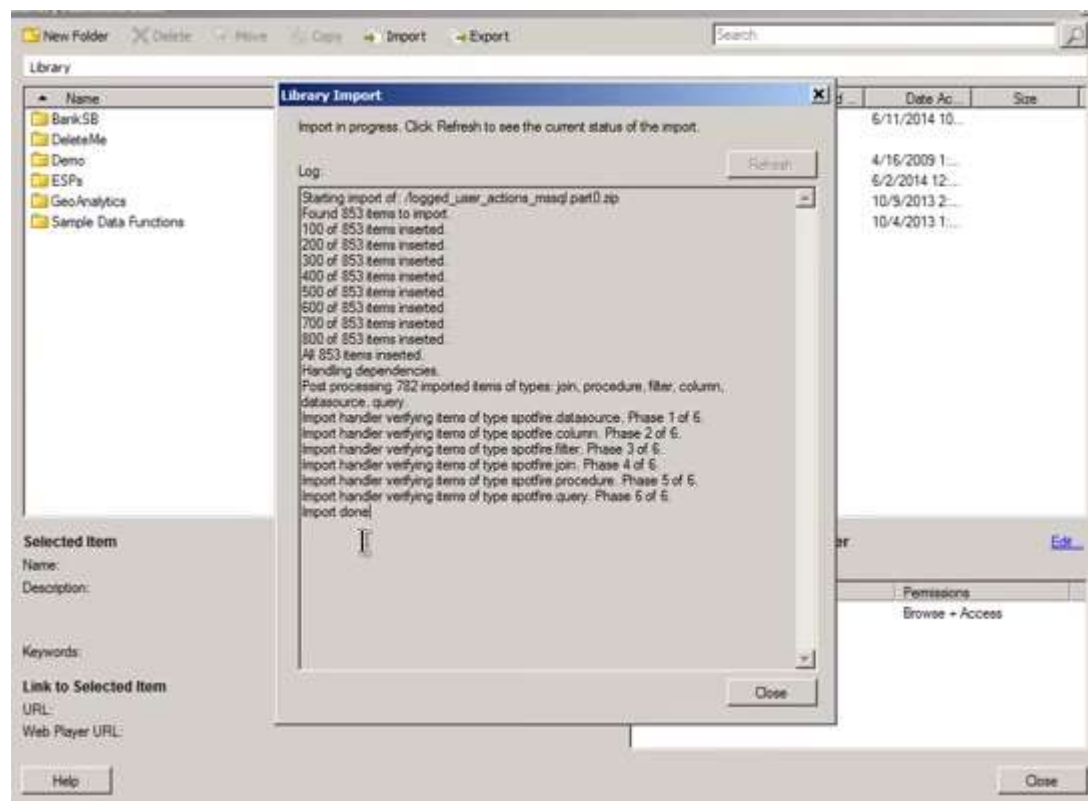 New Folder Delete Move Copy Import Export Search
Library
Name Date Ac... Size
BankSB 6/11/2014 10...
DeleteMe
Demo 4/16/2009 1:...
ESPs 6/2/2014 12:...
GeoAnalytics 10/9/2013 2:...
Sample Data Functions 10/4/2013 1:...
Library Import
Import in progress. Click Refresh to see the current status of the import.
Log: Refresh
Starting import of: /logged_user_actions_mssql.part0.zip
Found 853 items to import.
100 of 853 items inserted.
200 of 853 items inserted.
300 of 853 items inserted.
400 of 853 items inserted.
500 of 853 items inserted.
600 of 853 items inserted.
700 of 853 items inserted.
800 of 853 items inserted.
All 853 items inserted.
Handling dependencies.
Post processing 782 imported items of types: join, procedure, filter, column,
datasource, query.
Import handler verifying items of type spotfire.datasource. Phase 1 of 6.
Import handler verifying items of type spotfire.column. Phase 2 of 6.
Import handler verifying items of type spotfire.filter. Phase 3 of 6.
Import handler verifying items of type spotfire.join. Phase 4 of 6.
Import handler verifying items of type spotfire.procedure. Phase 5 of 6.
Import handler verifying items of type spotfire.query. Phase 6 of 6.
Import done
Close
Selected Item Edit...
Name:
Description: Permissions
Browse + Access
Keywords:
Link to Selected Item
URL:
Web Player URL:
Help Close